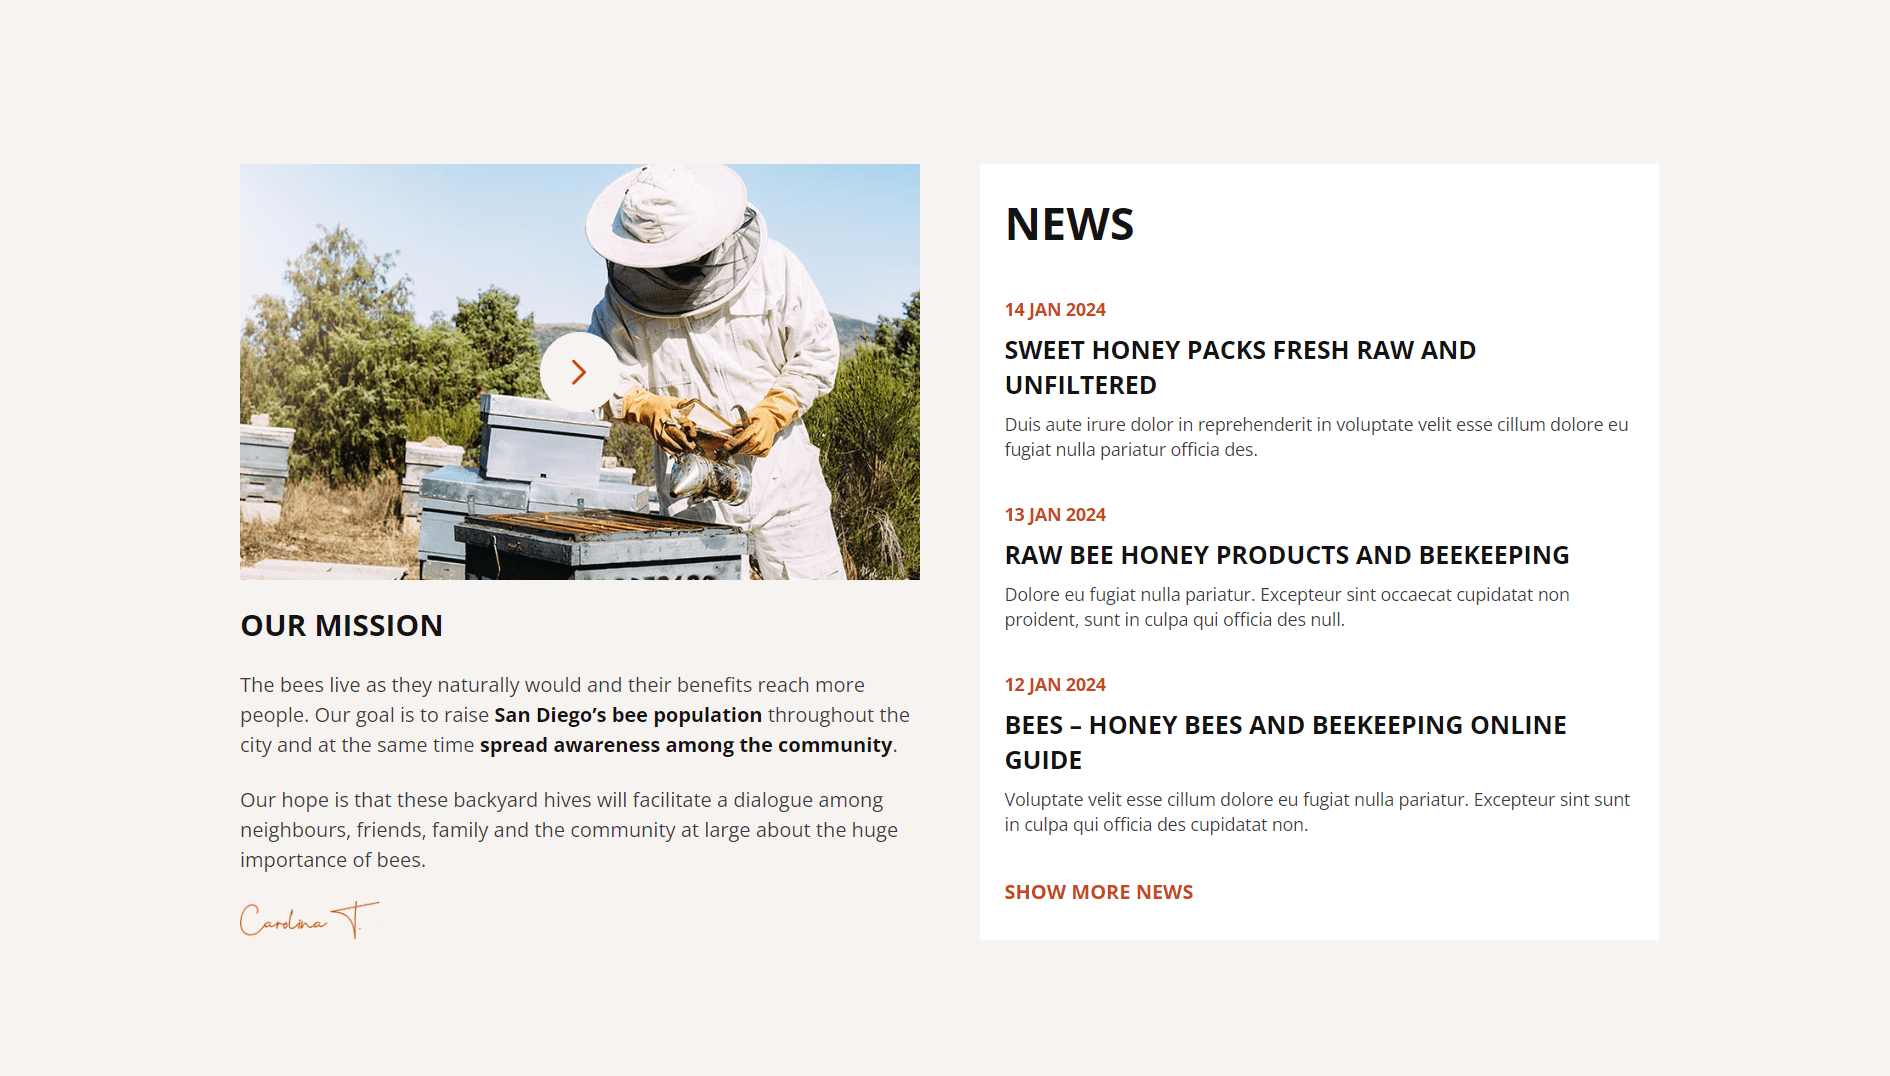 OUR MISSION
The bees live as they naturally would and their benefits reach more
people. Our goal is to raise San Diego’s bee population throughout the
city and at the same time spread awareness among the community.
Our hope is that these backyard hives will facilitate a dialogue among
neighbours, friends, family and the community at large about the huge
importance of bees.
Carolina T.
NEWS
14 JAN 2024
SWEET HONEY PACKS FRESH RAW AND
UNFILTERED
Duis aute irure dolor in reprehenderit in voluptate velit esse cillum dolore eu
fugiat nulla pariatur officia des.
13 JAN 2024
RAW BEE HONEY PRODUCTS AND BEEKEEPING
Dolore eu fugiat nulla pariatur. Excepteur sint occaecat cupidatat non
proident, sunt in culpa qui officia des null.
12 JAN 2024
BEES – HONEY BEES AND BEEKEEPING ONLINE
GUIDE
Voluptate velit esse cillum dolore eu fugiat nulla pariatur. Excepteur sint sunt
in culpa qui officia des cupidatat non.
SHOW MORE NEWS